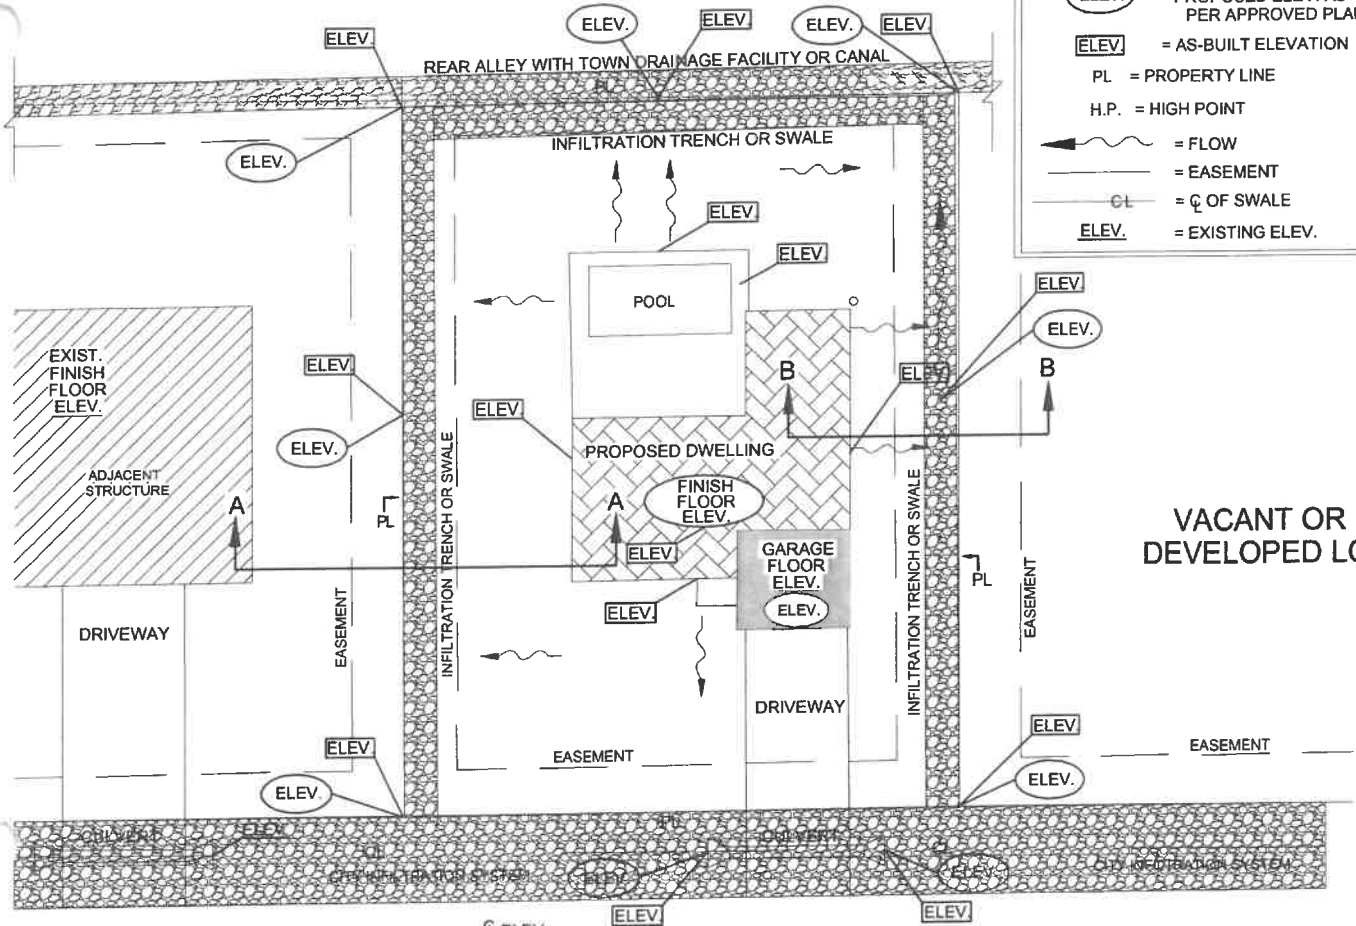 ELEV.
ELEV.
ELEV.
ELEV.
ELEV.
REAR ALLEY WITH TOWN DRAINAGE FACILITY OR CANAL
PL
PER APPROVED PLAN
ELEV. = AS-BUILT ELEVATION
PL = PROPERTY LINE
H.P. = HIGH POINT
= FLOW
= EASEMENT
CL = ℄ OF SWALE
ELEV. = EXISTING ELEV.
INFILTRATION TRENCH OR SWALE
ELEV.
ELEV.
ELEV.
POOL
ELEV.
ELEV.
EXIST.
FINISH
FLOOR
ELEV.
ELEV.
ELEV.
ELEV.
ELEV.
B
B
PROPOSED DWELLING
ADJACENT
STRUCTURE
A
A
FINISH
FLOOR
ELEV.
ELEV.
PL
GARAGE
FLOOR
ELEV.
ELEV.
ELEV.
PL
VACANT OR
DEVELOPED
INFILTRATION TRENCH OR SWALE
INFILTRATION TRENCH OR SWALE
EASEMENT
EASEMENT
DRIVEWAY
DRIVEWAY
EASEMENT
EASEMENT
ELEV.
ELEV.
ELEV.
ELEV.
CULVERT
ELEV.
PL
CULVERT
CL
CL
CITY INFILTRATION SYSTEM
ELEV.
ELEV.
CITY INFILTRATION SYSTEM
ELEV.
ELEV.